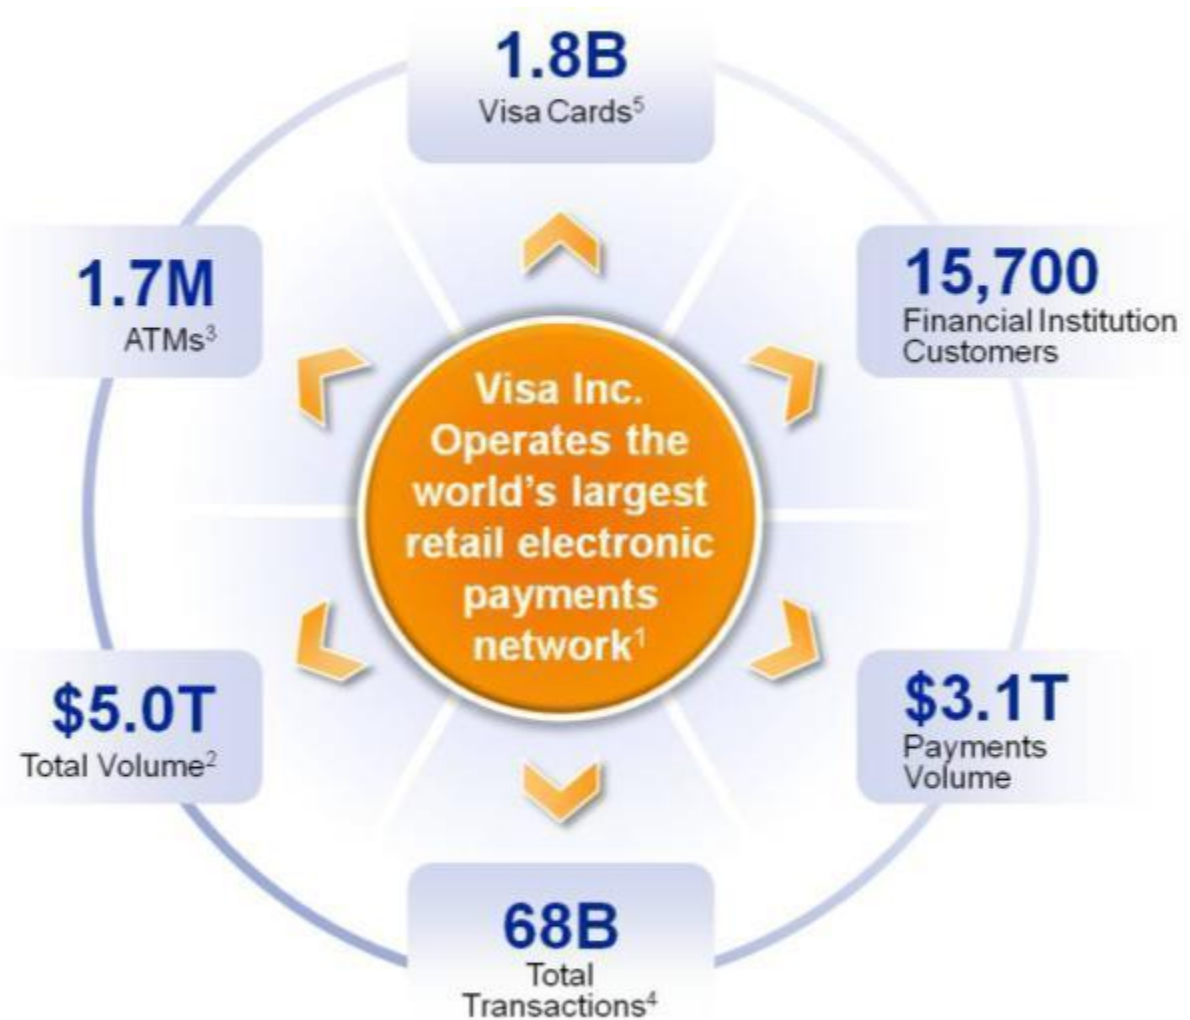 1.8B
Visa Cards⁵
1.7M
ATMs³
15,700
Financial Institution
Customers
Visa Inc.
Operates the
world's largest
retail electronic
payments
network¹
$5.0T
Total Volume²
$3.1T
Payments
Volume
68B
Total
Transactions⁴